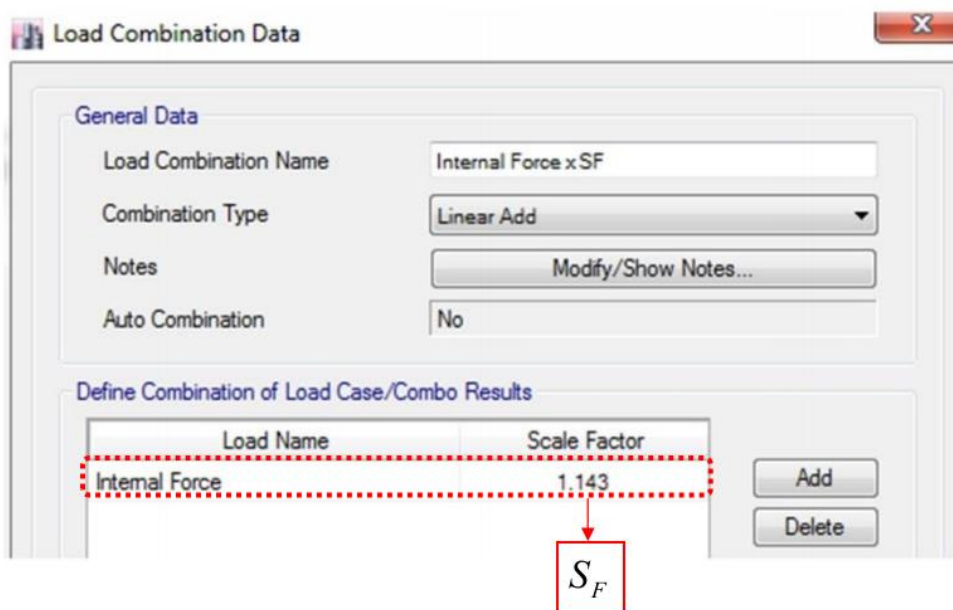 Load Combination Data
General Data
Load Combination Name Internal Force x SF
Combination Type Linear Add
Notes Modify/Show Notes...
Auto Combination No
Define Combination of Load Case/Combo Results
Load Name Scale Factor
Internal Force 1.143 Add
Delete
S_F